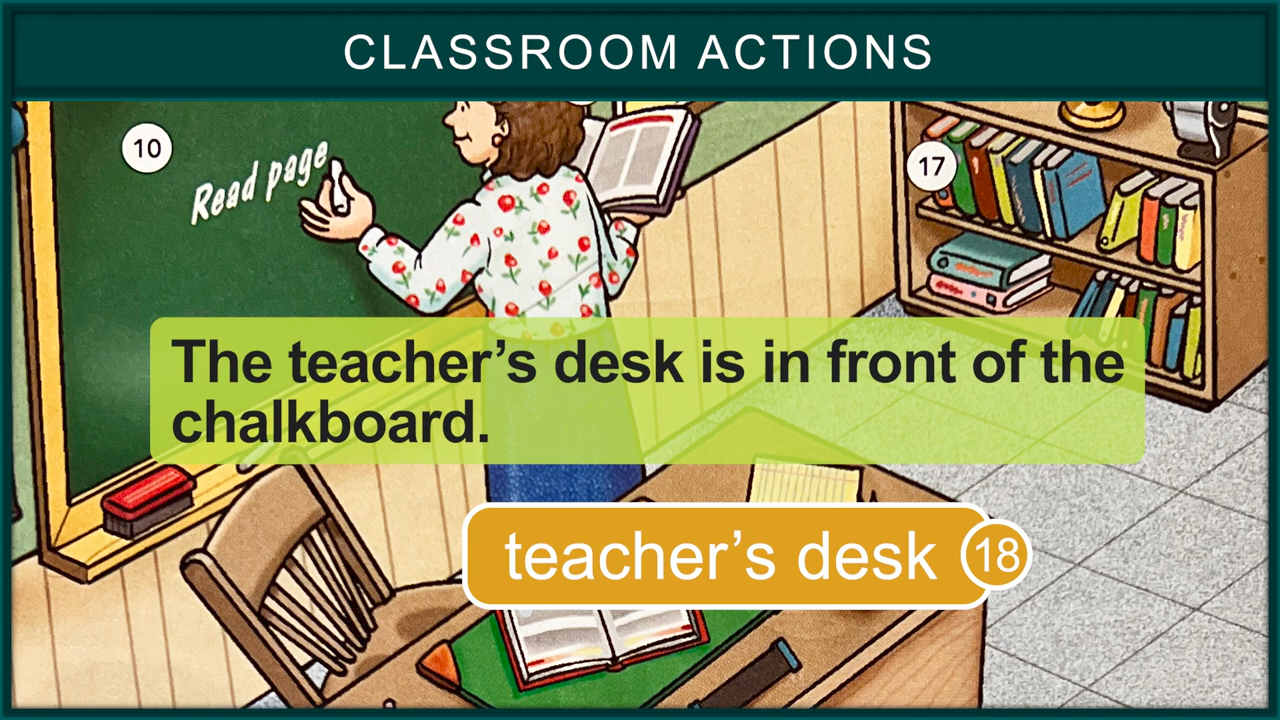 CLASSROOM ACTIONS
10
Read page
17
The teacher’s desk is in front of the
chalkboard.
teacher’s desk 18